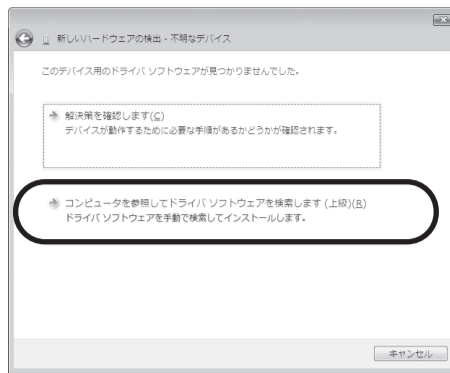 新しいハードウェアの検出 - 不明なデバイス
このデバイス用のドライバ ソフトウェアが見つかりませんでした。
解決策を確認します(C)
デバイスが動作するために必要な手順があるかどうかが確認されます。
コンピュータを参照してドライバ ソフトウェアを検索します (上級)(R)
ドライバ ソフトウェアを手動で検索してインストールします。
キャンセル